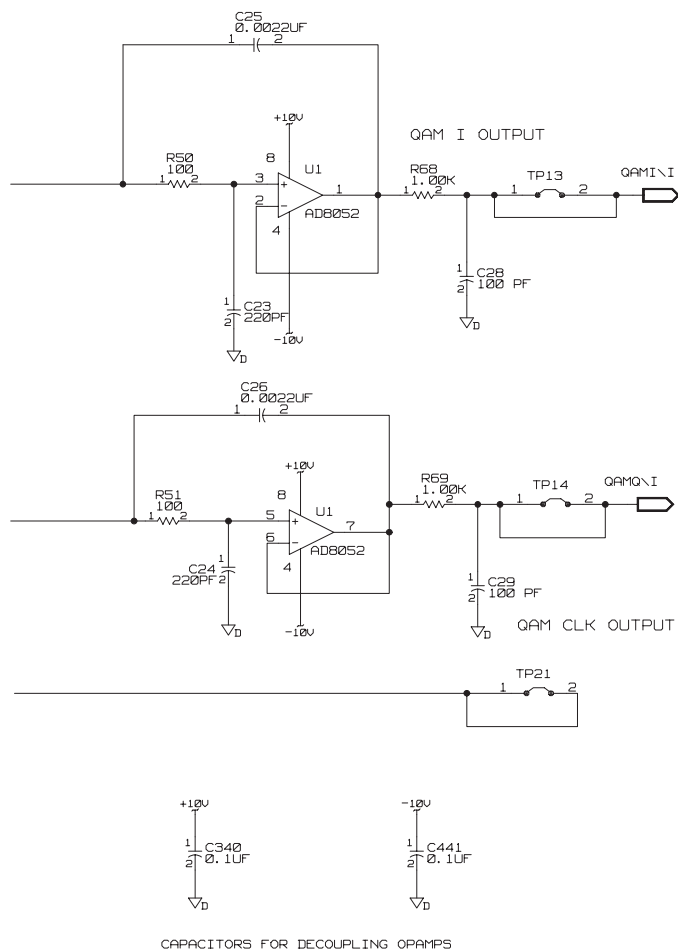 C25
0.0022UF
1 2
+10V
QAM I OUTPUT
R50
100
1 2
8
U1
3
+
2
−
1
AD8052
4
R68
1.00K
1 2
TP13
1 2
QAMI\I
1
2
C23
220PF
D
-10V
1
2
C28
100 PF
D
C26
0.0022UF
1 2
+10V
R51
100
1 2
8
U1
5
+
6
−
7
AD8052
4
R69
1.00K
1 2
TP14
1 2
QAMQ\I
C24
220PF
1
2
D
-10V
1
2
C29
100 PF
D
QAM CLK OUTPUT
TP21
1 2
+10V
1
2
C340
0.1UF
D
-10V
1
2
C441
0.1UF
D
CAPACITORS FOR DECOUPLING OPAMPS